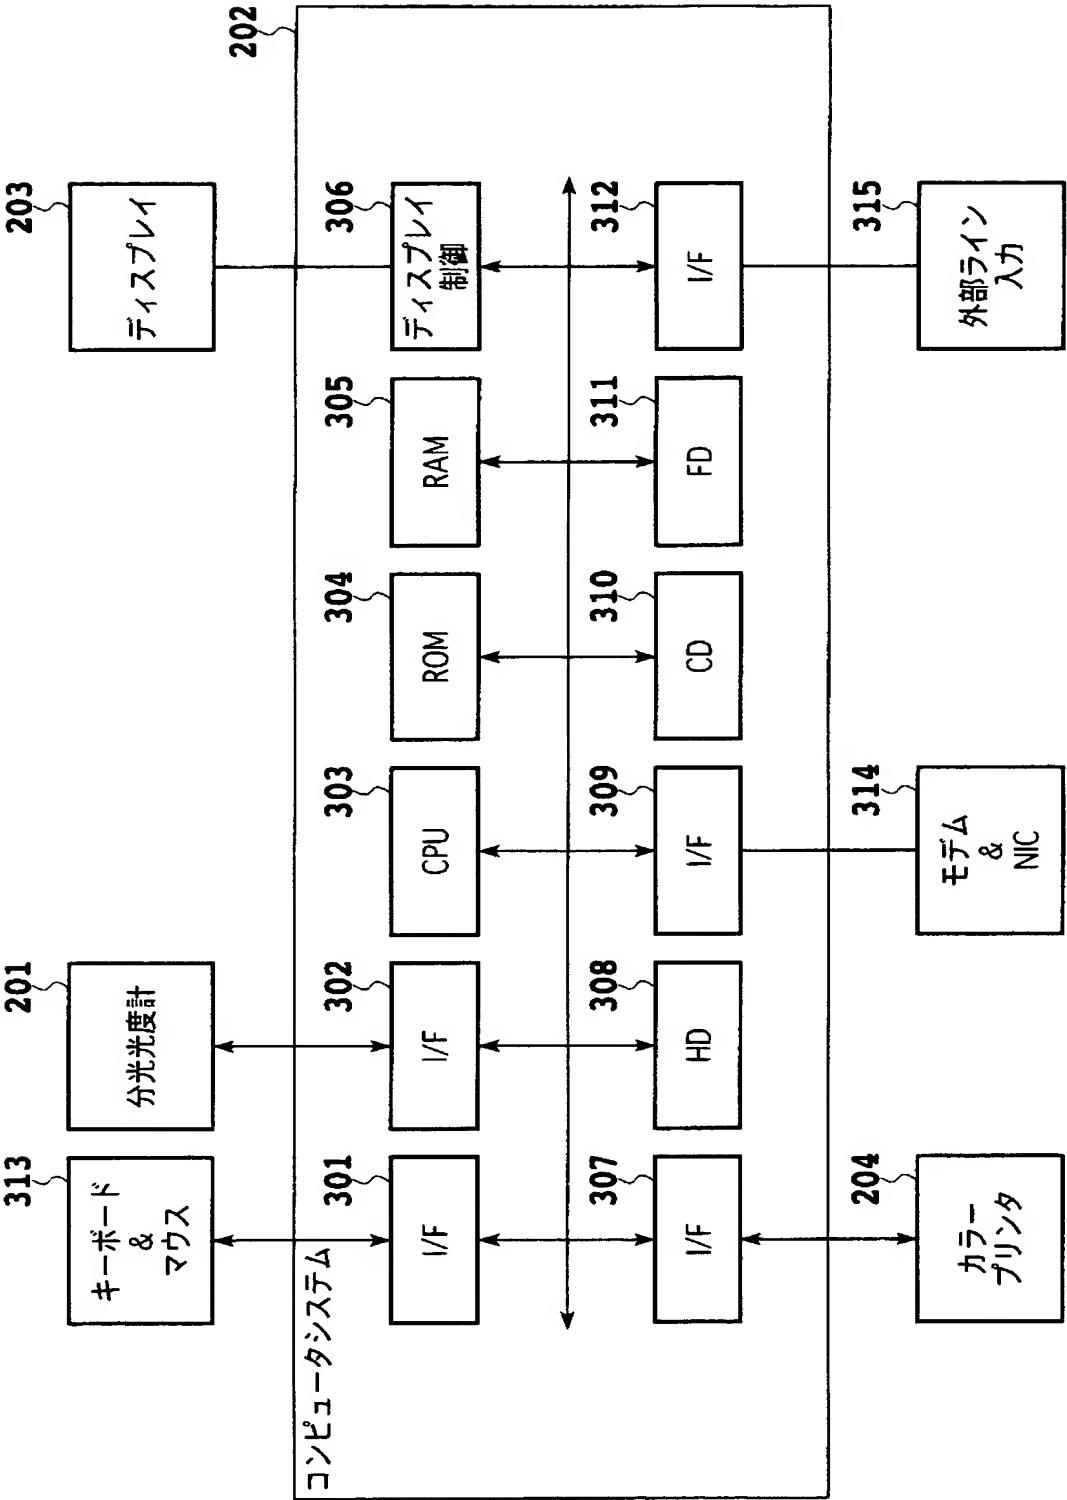 313
キーボード
&
マウス
201
分光光度計
203
ディスプレイ
202
コンピュータシステム
301
I/F
302
I/F
303
CPU
304
ROM
305
RAM
306
ディスプレイ
制御
307
I/F
308
HD
309
I/F
310
CD
311
FD
312
I/F
204
カラー
プリンタ
314
モデム
&
NIC
315
外部ライン
入力